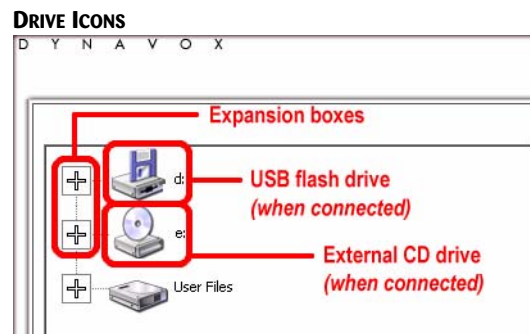 DRIVE ICONS
D Y N A V O X
Expansion boxes
d:
USB flash drive
(when connected)
e:
External CD drive
(when connected)
User Files